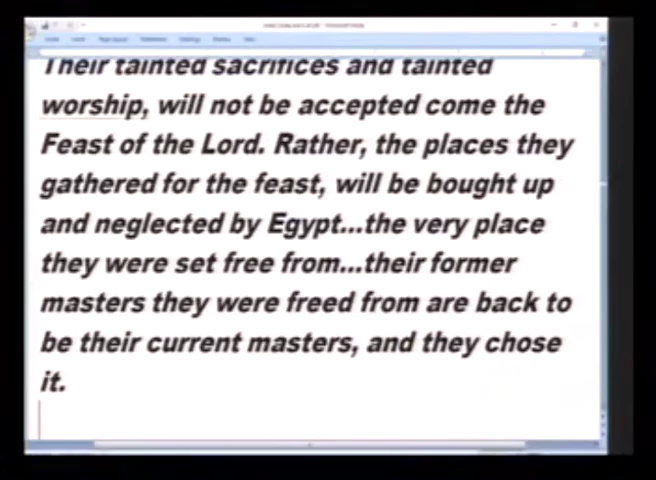 Their tainted sacrifices and tainted
worship, will not be accepted come the
Feast of the Lord. Rather, the places they
gathered for the feast, will be bought up
and neglected by Egypt...the very place
they were set free from...their former
masters they were freed from are back to
be their current masters, and they chose
it.